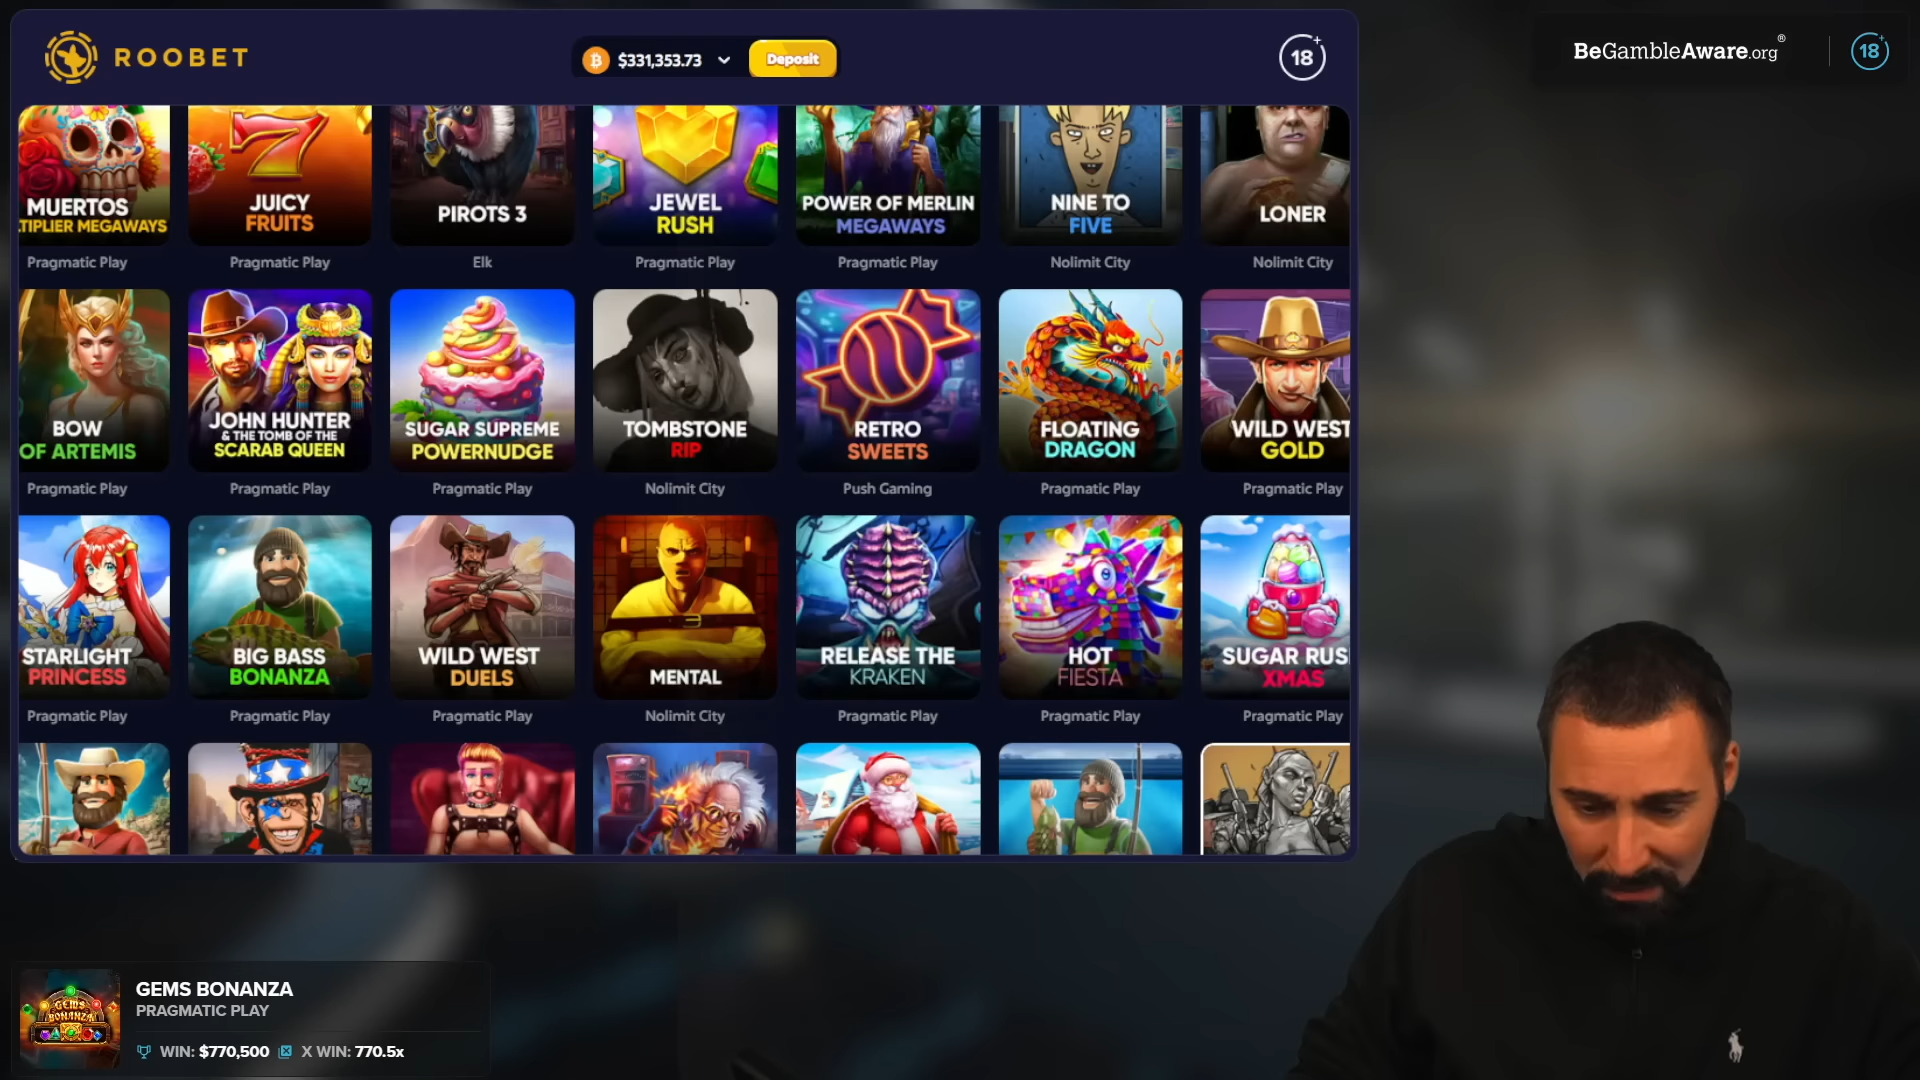 ROOBET
$331,353.73
Deposit
18+
BeGambleAware.org®
18+
MUERTOS
TIPLIER MEGAWAYS
JUICY
FRUITS
PIROTS 3
JEWEL
RUSH
POWER OF MERLIN
MEGAWAYS
NINE TO
FIVE
LONER
Pragmatic Play
Pragmatic Play
Elk
Pragmatic Play
Pragmatic Play
Nolimit City
Nolimit City
BOW
OF ARTEMIS
JOHN HUNTER
& THE TOMB OF THE
SCARAB QUEEN
SUGAR SUPREME
POWERNUDGE
TOMBSTONE
RIP
RETRO
SWEETS
FLOATING
DRAGON
WILD WEST
GOLD
Pragmatic Play
Pragmatic Play
Pragmatic Play
Nolimit City
Push Gaming
Pragmatic Play
Pragmatic Play
STARLIGHT
PRINCESS
BIG BASS
BONANZA
WILD WEST
DUELS
MENTAL
RELEASE THE
KRAKEN
HOT
FIESTA
SUGAR RUS
XMAS
Pragmatic Play
Pragmatic Play
Pragmatic Play
Nolimit City
Pragmatic Play
Pragmatic Play
Pragmatic Play
GEMS BONANZA
GEMS BONANZA
PRAGMATIC PLAY
WIN: $770,500 X WIN: 770.5x